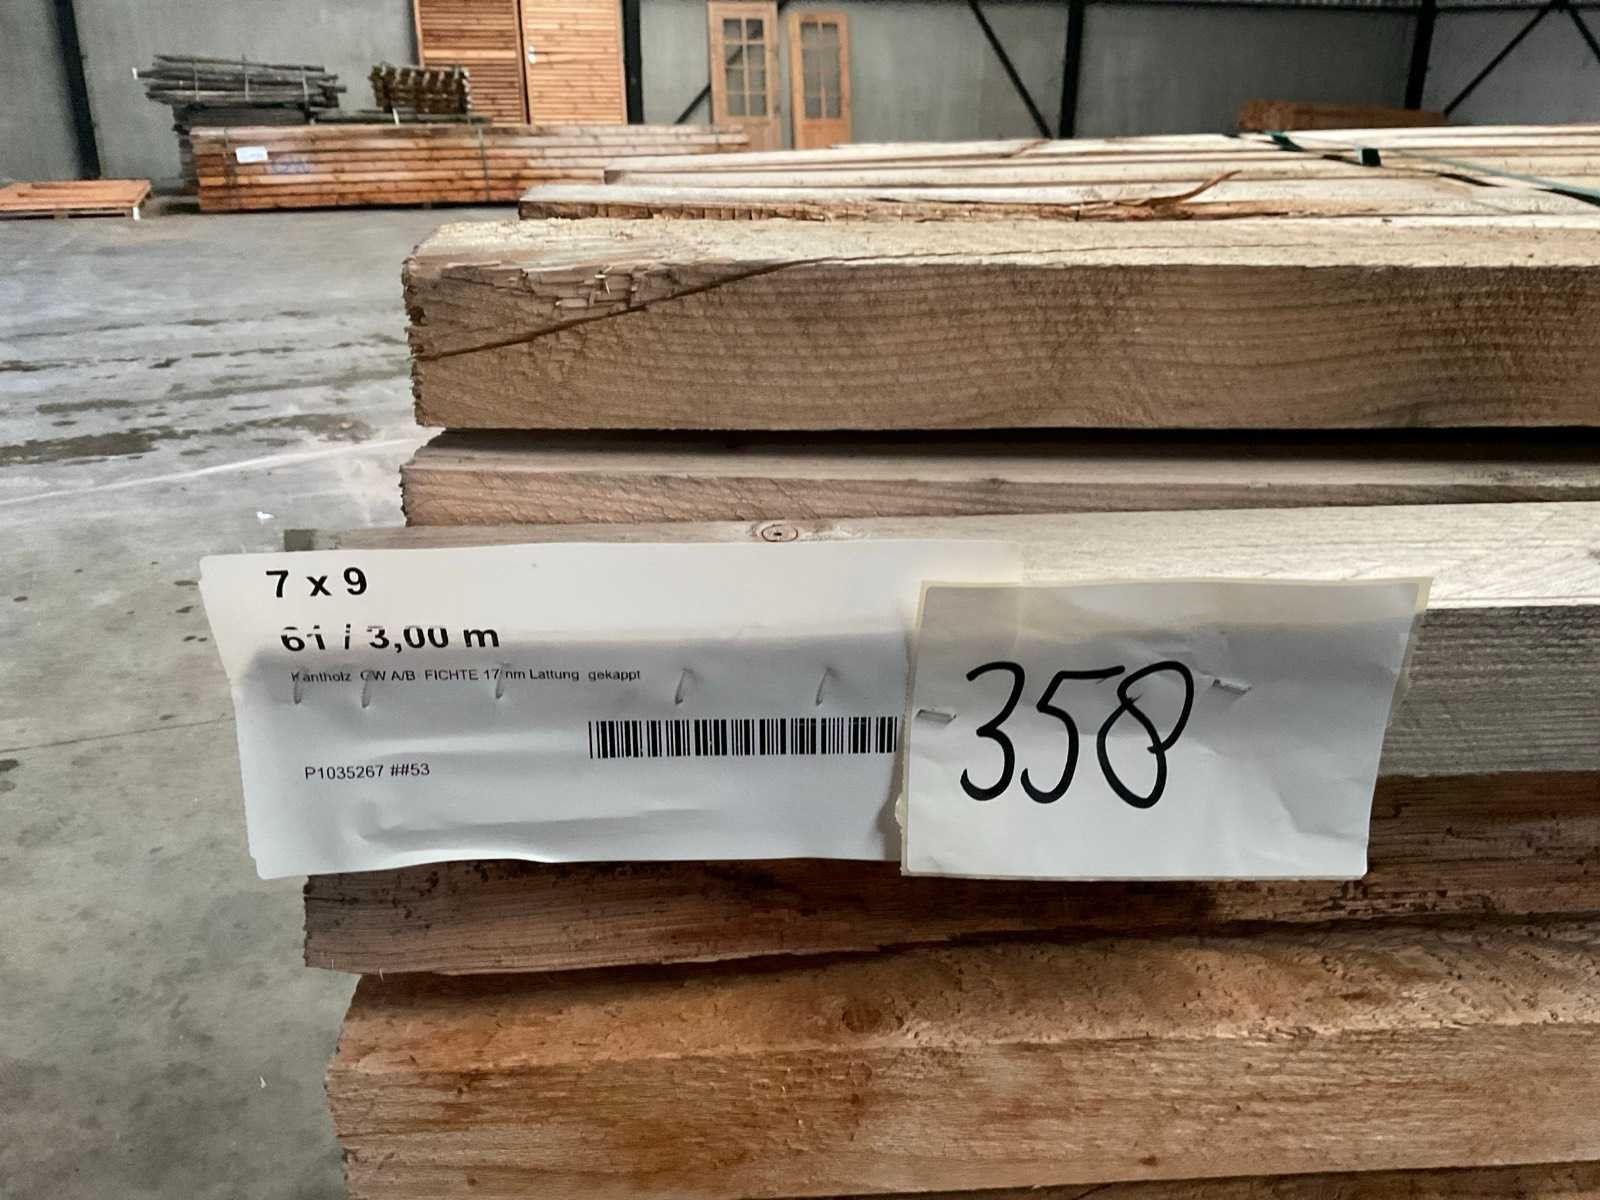 7 x 9
61 / 3,00 m
Kantholz CW A/B FICHTE 17 mm Lattung gekappt
P1035267 ##53
358